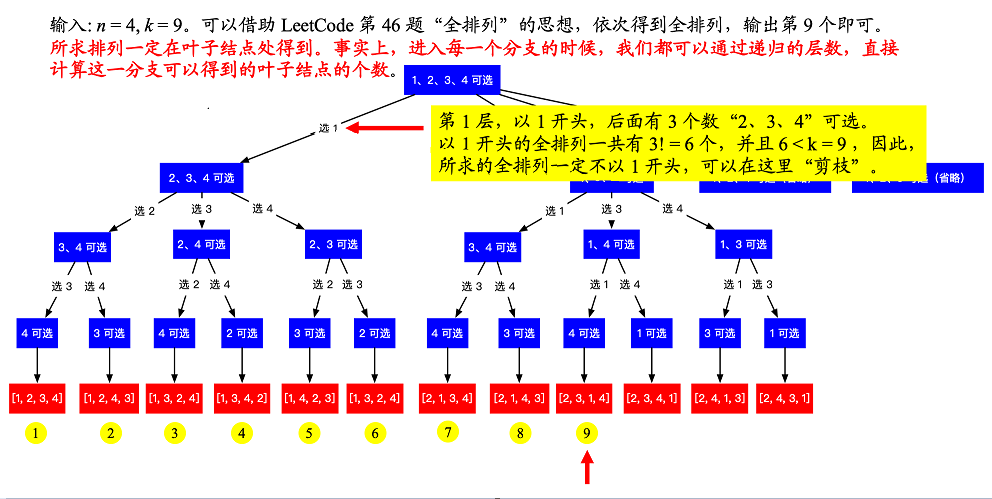 输入: n = 4, k = 9。可以借助 LeetCode 第 46 题“全排列”的思想，依次得到全排列，输出第 9 个即可。
所求排列一定在叶子结点处得到。事实上，进入每一个分支的时候，我们都可以通过递归的层数，直接
计算这一分支可以得到的叶子结点的个数。
1、2、3、4 可选
选 1
第 1 层，以 1 开头，后面有 3 个数“2、3、4”可选。
以 1 开头的全排列一共有 3! = 6 个，并且 6 < k = 9 ，因此，
所求的全排列一定不以 1 开头，可以在这里“剪枝”。
2、3、4 可选
（省略）
选 2 选 3 选 4 选 1 选 3 选 4
3、4 可选 2、4 可选 2、3 可选 3、4 可选 1、4 可选 1、3 可选
选 3 选 4 选 2 选 4 选 2 选 3 选 3 选 4 选 1 选 4 选 1 选 3
4 可选 3 可选 4 可选 2 可选 3 可选 2 可选 4 可选 3 可选 4 可选 1 可选 3 可选 1 可选
[1, 2, 3, 4] [1, 2, 4, 3] [1, 3, 2, 4] [1, 3, 4, 2] [1, 4, 2, 3] [1, 3, 2, 4] [2, 1, 3, 4] [2, 1, 4, 3] [2, 3, 1, 4] [2, 3, 4, 1] [2, 4, 1, 3] [2, 4, 3, 1]
1 2 3 4 5 6 7 8 9